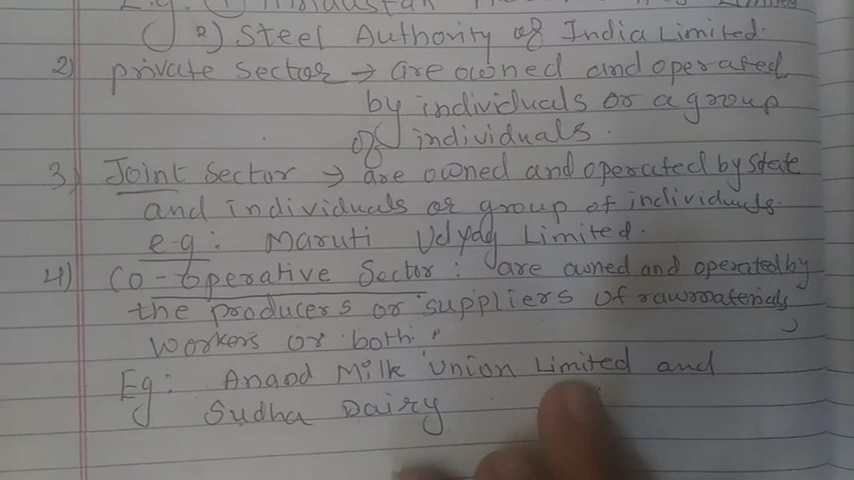 E.g. (1) Hindustan Limited
2) Steel Authority of India Limited.
2) private sector → are owned and operated
by individuals or a group
of individuals.
3) Joint sector → are owned and operated by state
and individuals or group of individuals.
e.g: Maruti Udyog Limited.
4) Co-operative Sector: are owned and operated by
the producers or suppliers of raw materials,
workers or both.
Eg: Anand Milk Union Limited and
Sudha Dairy